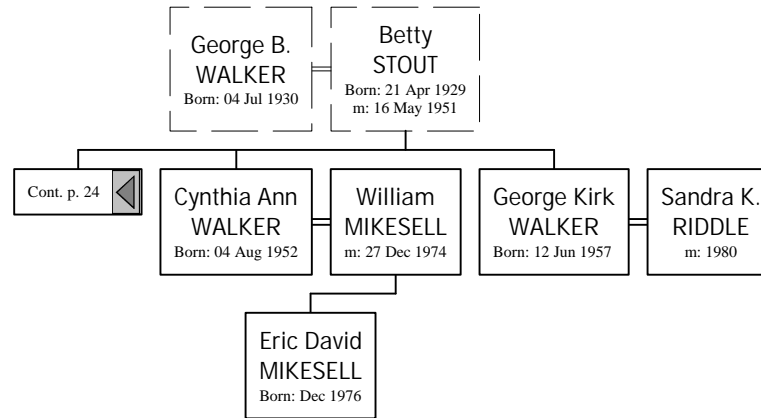 George B.
WALKER
Born: 04 Jul 1930
Betty
STOUT
Born: 21 Apr 1929
m: 16 May 1951
Cont. p. 24
Cynthia Ann
WALKER
Born: 04 Aug 1952
William
MIKESELL
m: 27 Dec 1974
George Kirk
WALKER
Born: 12 Jun 1957
Sandra K.
RIDDLE
m: 1980
Eric David
MIKESELL
Born: Dec 1976